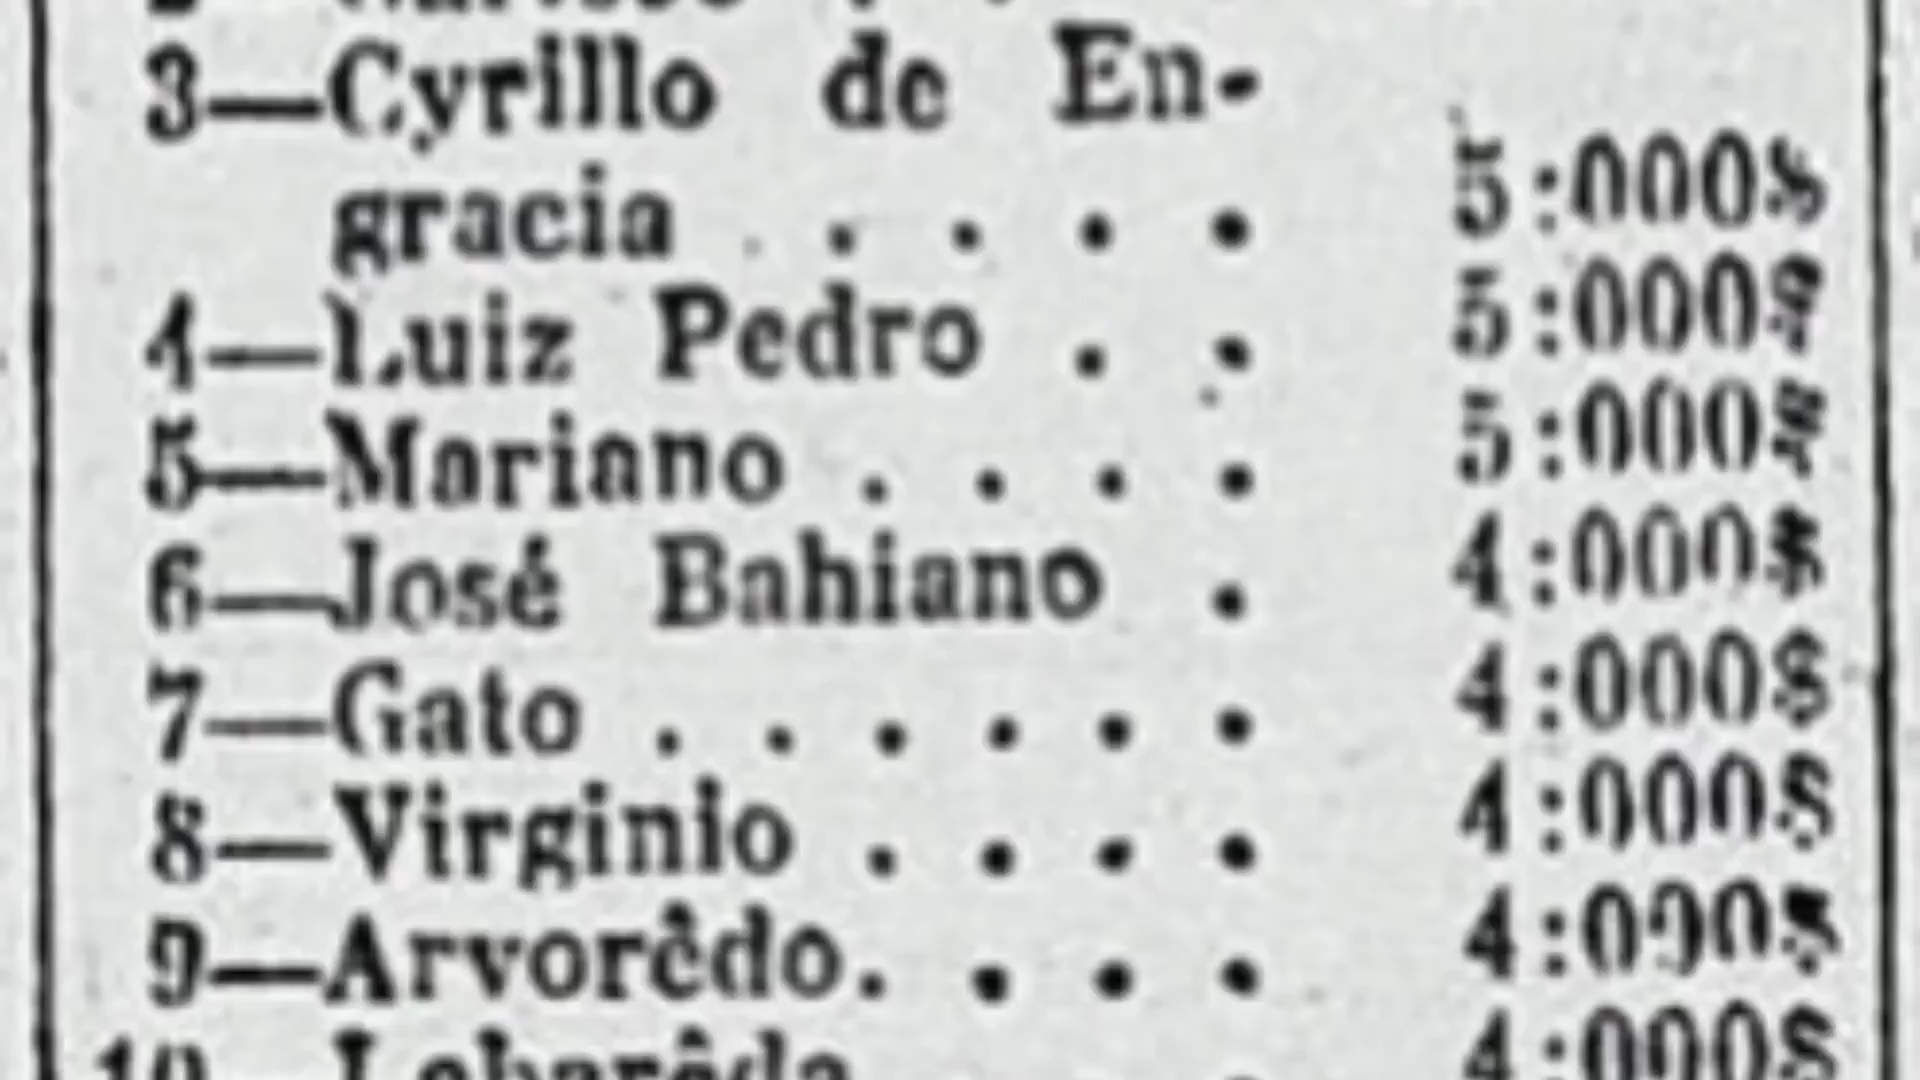 3—Cyrillo de En-
gracia . . . . . 5:000$
4—Luiz Pedro . . 5:000$
5—Mariano . . . . 5:000$
6—José Bahiano . 4:000$
7—Gato . . . . . . 4:000$
8—Virginio . . . . 4:000$
9—Arvorêdo. . . . 4:000$
10 4:000$